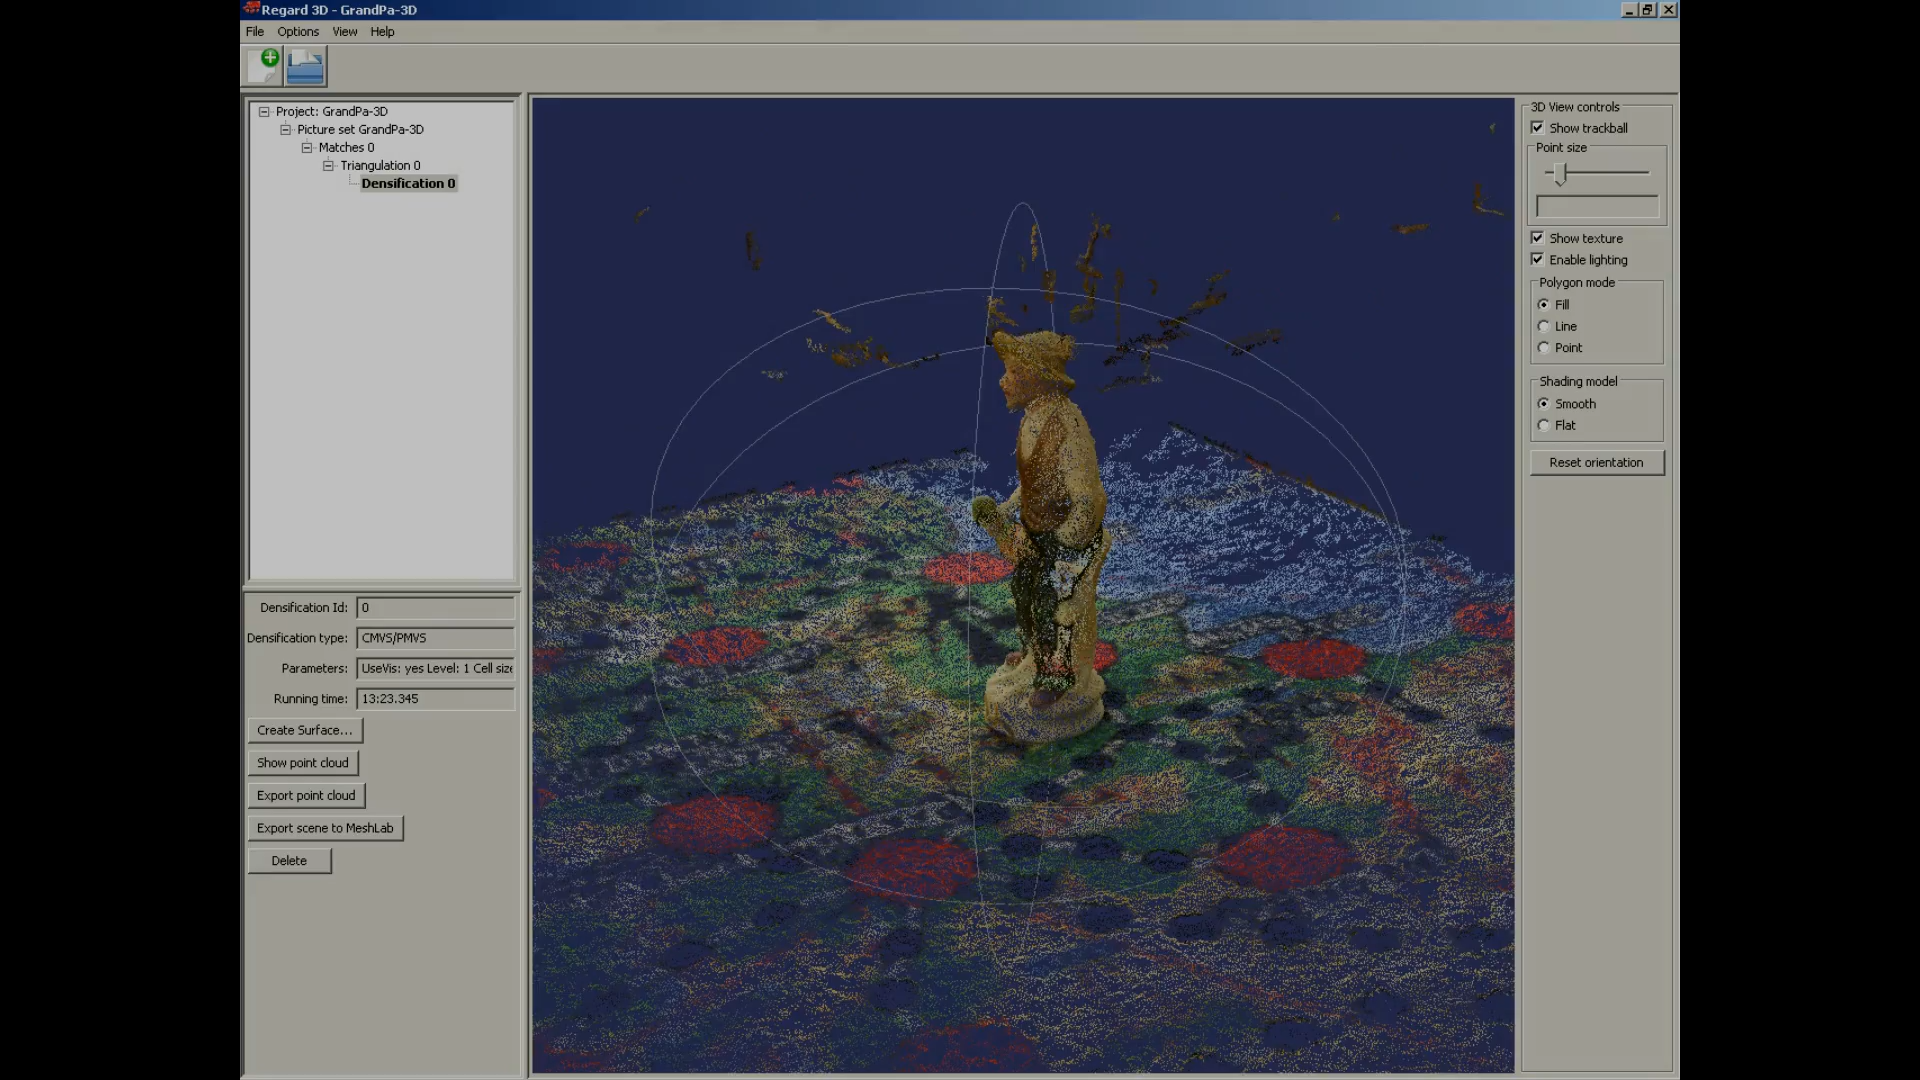 Regard 3D - GrandPa-3D
File Options View Help
Project: GrandPa-3D
Picture set GrandPa-3D
Matches 0
Triangulation 0
Densification 0
Densification Id: 0
Densification type: CMVS/PMVS
Parameters: UseVis: yes Level: 1 Cell size
Running time: 13:23.345
Create Surface...
Show point cloud
Export point cloud
Export scene to MeshLab
Delete
3D View controls
Show trackball
Point size
Show texture
Enable lighting
Polygon mode
Fill
Line
Point
Shading model
Smooth
Flat
Reset orientation